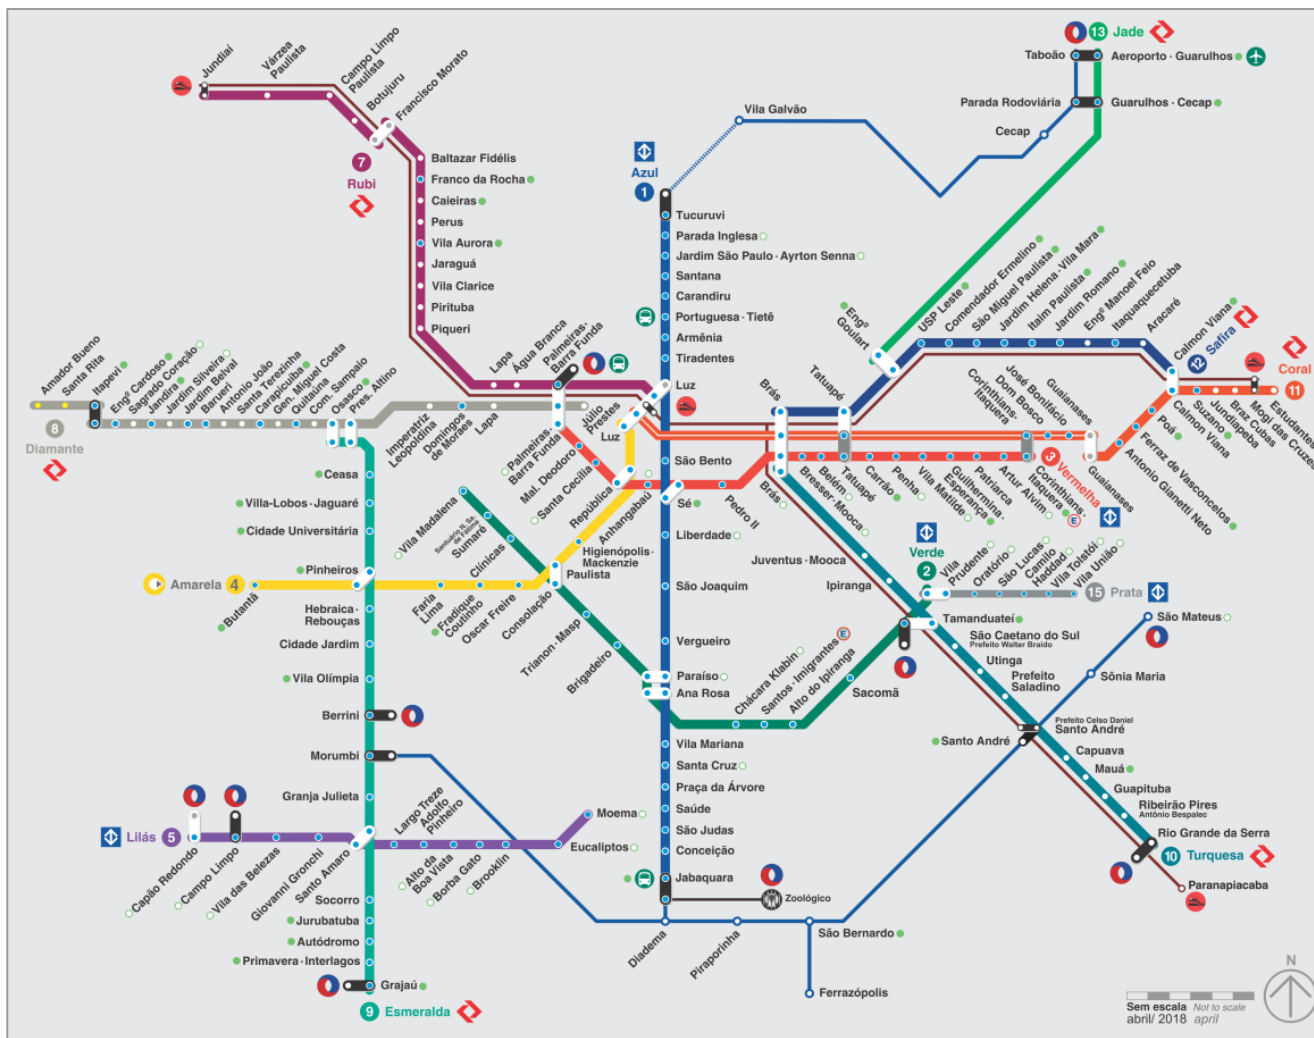 Jundiaí
Várzea
Paulista
Campo Limpo
Paulista
Botujuru
Francisco Morato
7
Rubi
Baltazar Fidélis
Franco da Rocha
Caieiras
Perus
Vila Aurora
Jaraguá
Vila Clarice
Pirituba
Piqueri
Lapa
Água Branca
Palmeiras-
Barra Funda
Azul
1
Tucuruvi
Parada Inglesa
Jardim São Paulo · Ayrton Senna
Santana
Carandiru
Portuguesa · Tietê
Armênia
Tiradentes
Luz
Vila Galvão
Cecap
Parada Rodoviária
Taboão
13 Jade
Aeroporto · Guarulhos
Guarulhos · Cecap
Engº
Goulart
USP Leste
Comendador Ermelino
São Miguel Paulista
Jardim Helena · Vila Mara
Itaim Paulista
Jardim Romano
Engº Manoel Feio
Itaquaquecetuba
Aracaré
Calmon Viana
12
Safira
Coral
11
Estudantes
Mogi das Cruzes
Braz Cubas
Jundiapeba
Suzano
Calmon Viana
Poá
Ferraz de Vasconcelos
Antonio Gianetti Neto
Guaianases
Guaianases
José Bonifácio
Dom Bosco
Corinthians-
Itaquera
Tatuapé
Brás
Amador Bueno
Santa Rita
Itapevi
Engº Cardoso
Sagrado Coração
Jandira
Jardim Silveira
Jardim Belval
Barueri
Antonio João
Santa Terezinha
Carapicuíba
Gen. Miguel Costa
Quitaúna
Com. Sampaio
Osasco
Pres. Altino
8
Diamante
Imperatriz
Leopoldina
Domingos
de Moraes
Lapa
Júlio
Prestes
Luz
Palmeiras-
Barra Funda
Mal. Deodoro
Santa Cecília
República
Anhangabaú
São Bento
Sé
Pedro II
Brás
Bresser · Mooca
Belém
Tatuapé
Carrão
Penha
Vila Matilde
Guilhermina-
Esperança
Patriarca
Artur Alvim
Corinthians-
Itaquera
E
3
Vermelha
Ceasa
Villa-Lobos · Jaguaré
Cidade Universitária
Pinheiros
Hebraica ·
Rebouças
Cidade Jardim
Vila Olímpia
Berrini
Morumbi
Granja Julieta
Santo Amaro
Socorro
Jurubatuba
Autódromo
Primavera · Interlagos
Grajaú
9 Esmeralda
Amarela 4
Butantã
Faria
Lima
Fradique
Coutinho
Oscar Freire
Paulista
Higienópolis ·
Mackenzie
Vila Madalena
Santuário N. Sa.
de Fátima
Sumaré
Clínicas
Consolação
Trianon · Masp
Brigadeiro
Liberdade
São Joaquim
Vergueiro
Paraíso
Ana Rosa
Vila Mariana
Santa Cruz
Praça da Árvore
Saúde
São Judas
Conceição
Jabaquara
Zoológico
Chácara Klabin
Santos · Imigrantes
E
Alto do Ipiranga
Sacomã
Tamanduateí
Verde
2
Vila
Prudente
Oratório
São Lucas
Camilo
Haddad
Vila Tolstói
Vila União
15 Prata
Juventus · Mooca
Ipiranga
São Caetano do Sul
Prefeito Walter Braido
Utinga
Prefeito
Saladino
Prefeito Celso Daniel
Santo André
Capuava
Mauá
Guapituba
Ribeirão Pires
Antônio Bespalec
Rio Grande da Serra
10 Turquesa
Paranapiacaba
São Mateus
Sônia Maria
Santo André
São Bernardo
Ferrazópolis
Piraporinha
Diadema
Lilás 5
Capão Redondo
Campo Limpo
Vila das Belezas
Giovanni Gronchi
Largo Treze
Adolfo
Pinheiro
Alto da
Boa Vista
Borba Gato
Brooklin
Eucaliptos
Moema
N
Sem escala Not to scale
abril/ 2018 april